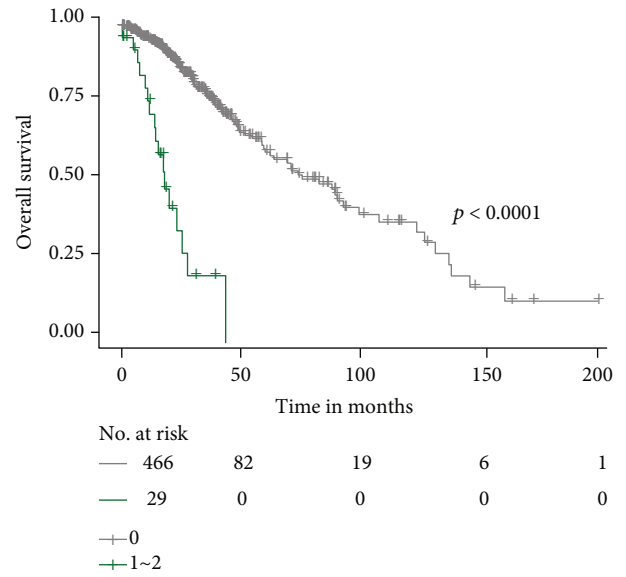 1.00
0.75
0.50
0.25
0.00
Overall survival
p < 0.0001
0 50 100 150 200
Time in months
No. at risk
466 82 19 6 1
29 0 0 0 0
0
1~2